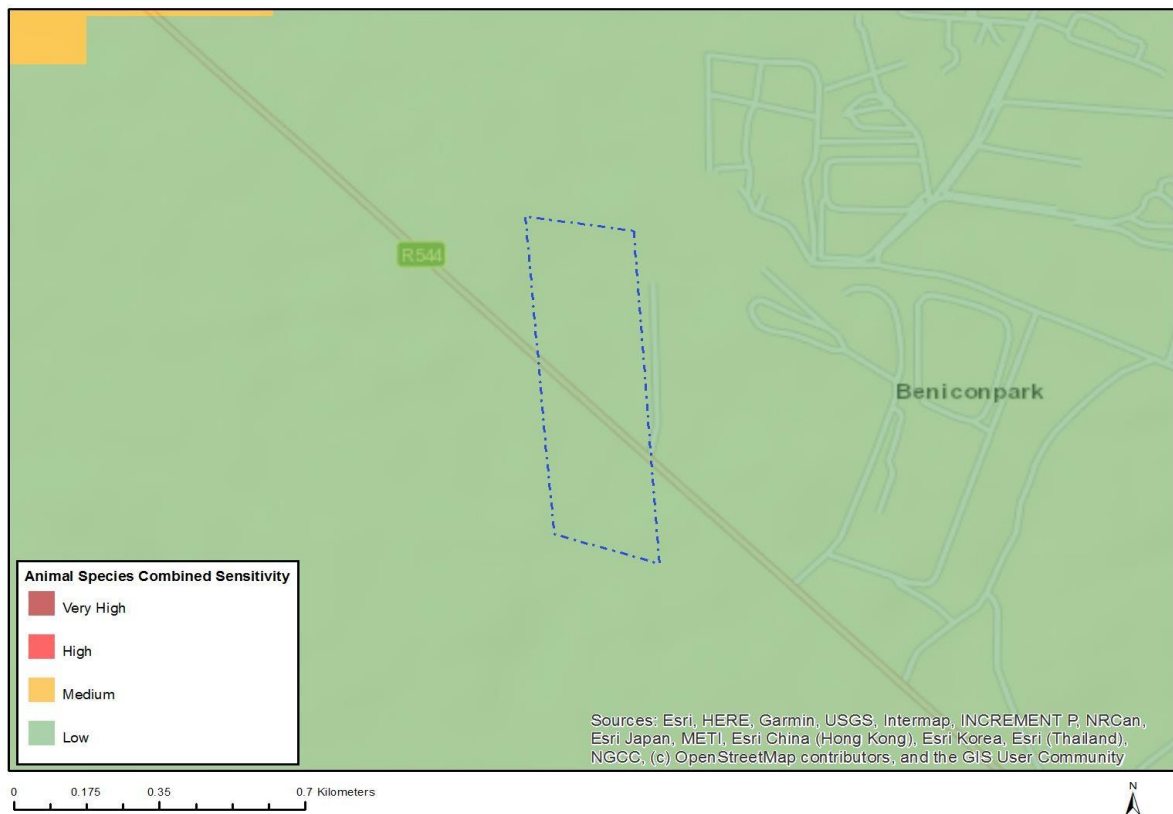 R544
Beniconpark
Animal Species Combined Sensitivity
Very High
High
Medium
Low
Sources: Esri, HERE, Garmin, USGS, Intermap, INCREMENT P, NRCan,
Esri Japan, METI, Esri China (Hong Kong), Esri Korea, Esri (Thailand),
NGCC, (c) OpenStreetMap contributors, and the GIS User Community
0 0.175 0.35 0.7 Kilometers
N